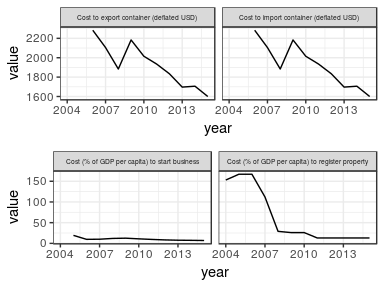 Cost to export container (deflated USD) Cost to import container (deflated USD)
value
2200
2000
1800
1600
2004 2007 2010 2013 2004 2007 2010 2013
year
Cost (% of GDP per capita) to start business Cost (% of GDP per capita) to register property
value
150
100
50
0
2004 2007 2010 2013 2004 2007 2010 2013
year